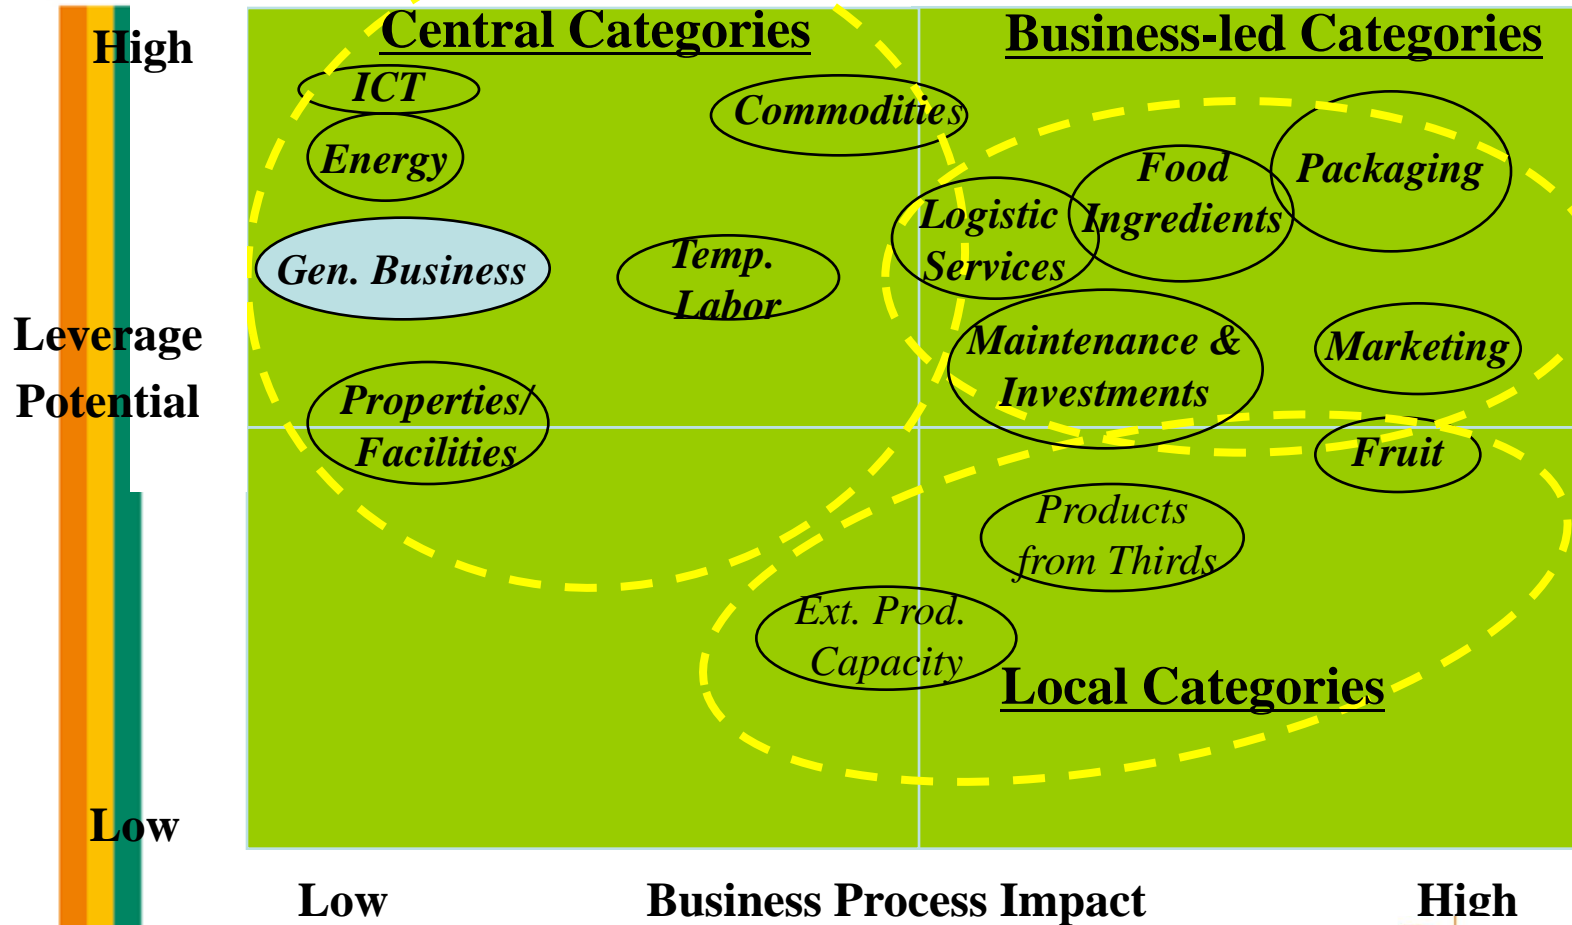 High
Central Categories
Business-led Categories
ICT
Commodities
Energy
Food
Ingredients
Packaging
Logistic
Services
Gen. Business
Temp.
Labor
Leverage
Potential
Maintenance &
Investments
Marketing
Properties/
Facilities
Fruit
Products
from Thirds
Ext. Prod.
Capacity
Local Categories
Low
Low
Business Process Impact
High